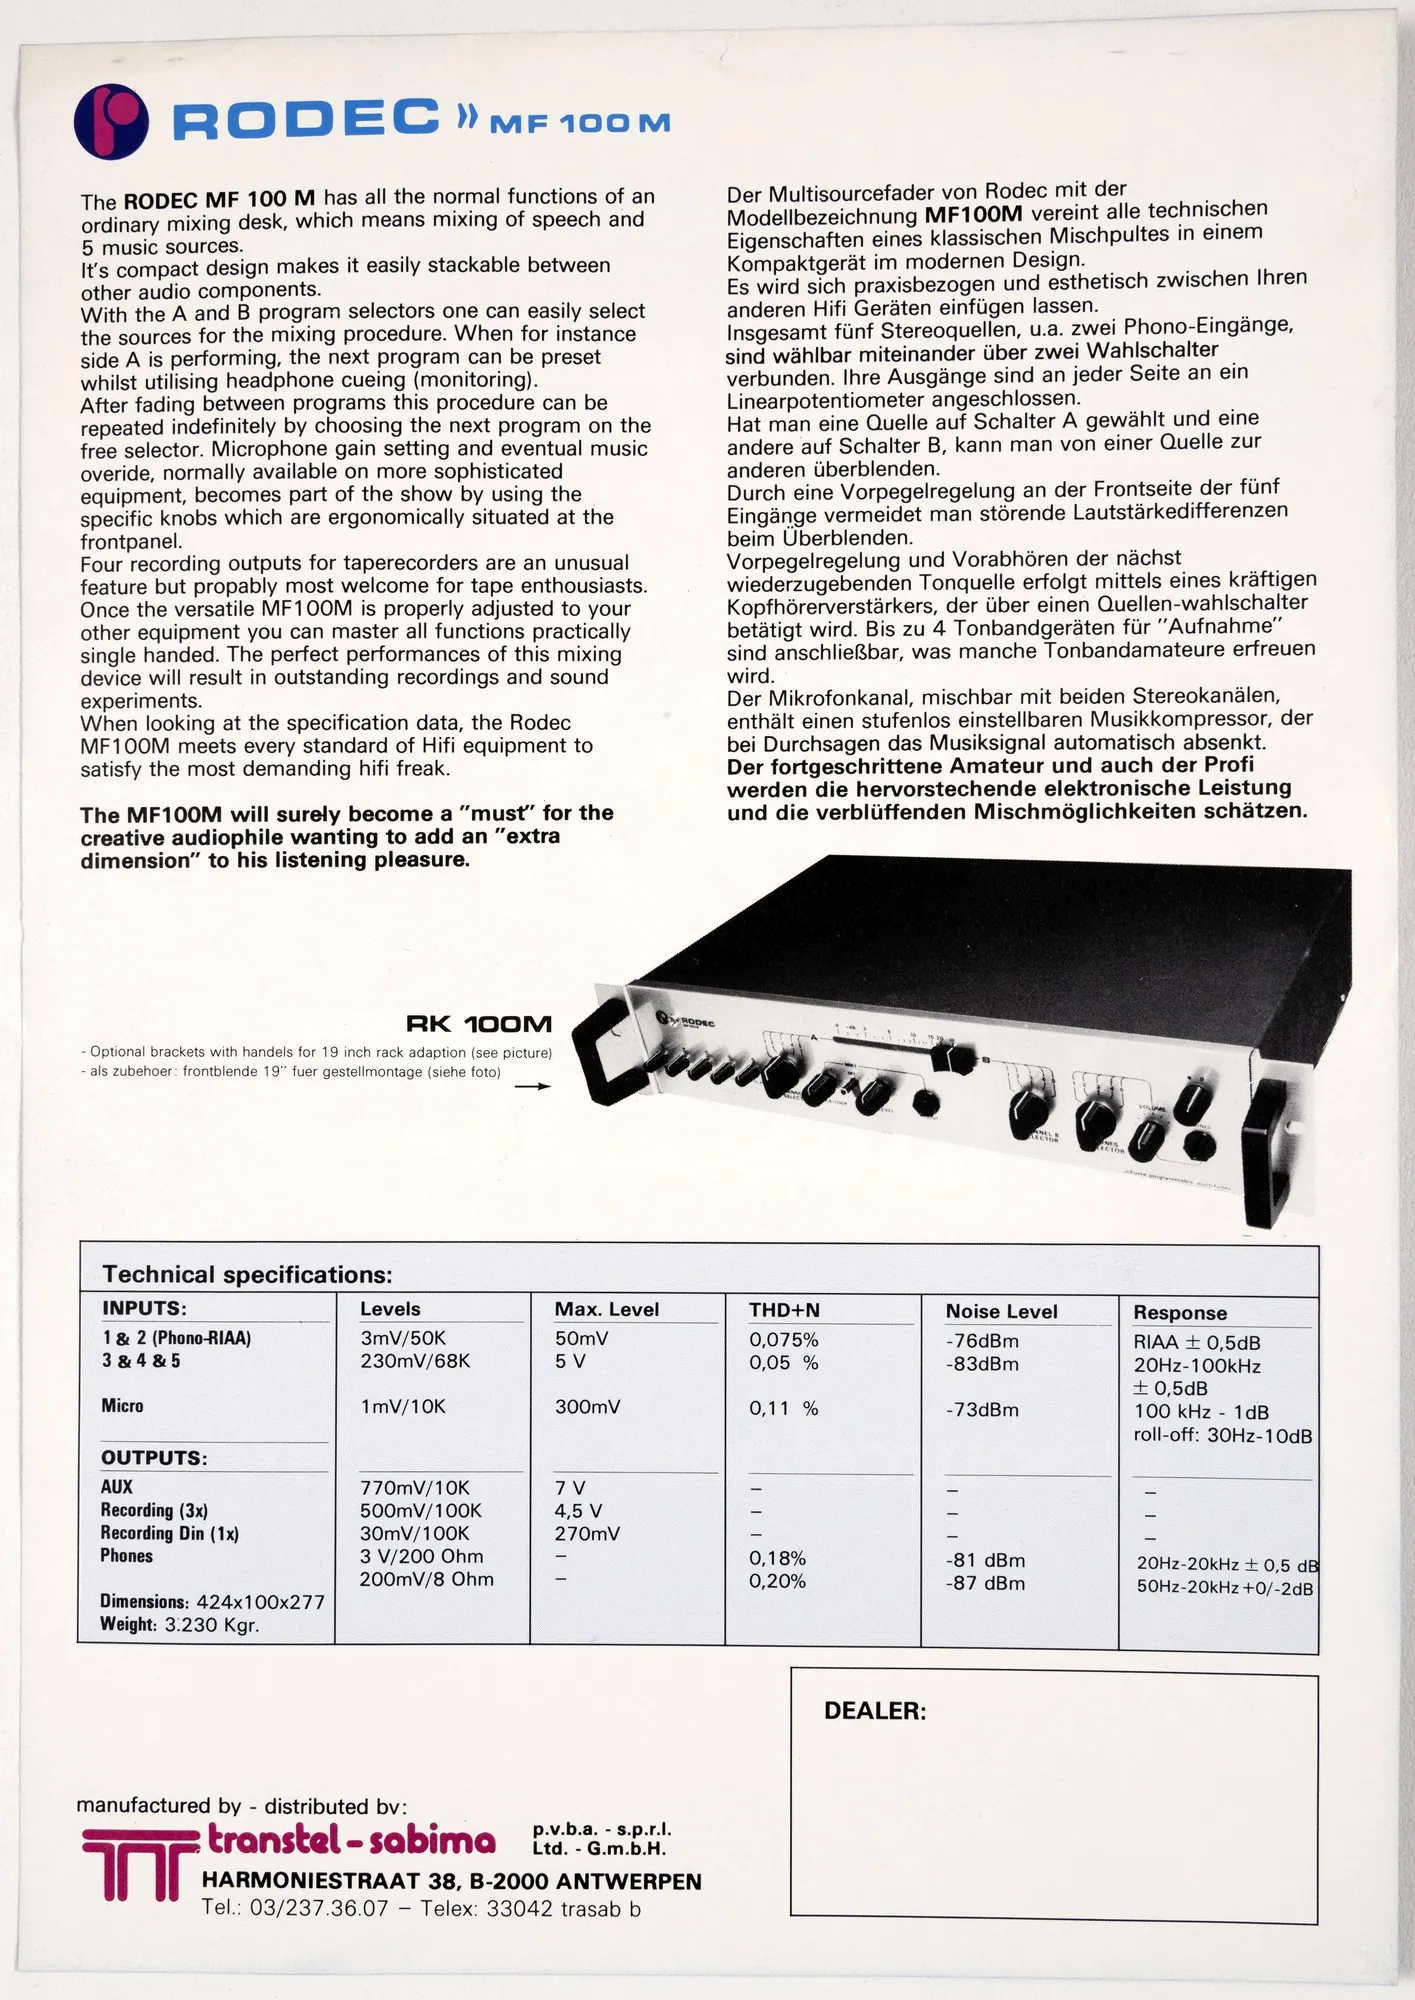 RODEC » MF 100 M
The RODEC MF 100 M has all the normal functions of an
ordinary mixing desk, which means mixing of speech and
5 music sources.
It's compact design makes it easily stackable between
other audio components.
With the A and B program selectors one can easily select
the sources for the mixing procedure. When for instance
side A is performing, the next program can be preset
whilst utilising headphone cueing (monitoring).
After fading between programs this procedure can be
repeated indefinitely by choosing the next program on the
free selector. Microphone gain setting and eventual music
overide, normally available on more sophisticated
equipment, becomes part of the show by using the
specific knobs which are ergonomically situated at the
frontpanel.
Four recording outputs for taperecorders are an unusual
feature but propably most welcome for tape enthousiasts.
Once the versatile MF100M is properly adjusted to your
other equipment you can master all functions practically
single handed. The perfect performances of this mixing
device will result in outstanding recordings and sound
experiments.
When looking at the specification data, the Rodec
MF100M meets every standard of Hifi equipment to
satisfy the most demanding hifi freak.
The MF100M will surely become a "must" for the
creative audiophile wanting to add an "extra
dimension" to his listening pleasure.
Der Multisourcefader von Rodec mit der
Modellbezeichnung MF100M vereint alle technischen
Eigenschaften eines klassischen Mischpultes in einem
Kompaktgerät im modernen Design.
Es wird sich praxisbezogen und esthetisch zwischen Ihren
anderen Hifi Geräten einfügen lassen.
Insgesamt fünf Stereoquellen, u.a. zwei Phono-Eingänge,
sind wählbar miteinander über zwei Wahlschalter
verbunden. Ihre Ausgänge sind an jeder Seite an ein
Linearpotentiometer angeschlossen.
Hat man eine Quelle auf Schalter A gewählt und eine
andere auf Schalter B, kann man von einer Quelle zur
anderen überblenden.
Durch eine Vorpegelregelung an der Frontseite der fünf
Eingänge vermeidet man störende Lautstärkedifferenzen
beim Überblenden.
Vorpegelregelung und Vorabhören der nächst
wiederzugebenden Tonquelle erfolgt mittels eines kräftigen
Kopfhörerverstärkers, der über einen Quellen-wahlschalter
betätigt wird. Bis zu 4 Tonbandgeräten für "Aufnahme"
sind anschließbar, was manche Tonbandamateure erfreuen
wird.
Der Mikrofonkanal, mischbar mit beiden Stereokanälen,
enthält einen stufenlos einstellbaren Musikkompressor, der
bei Durchsagen das Musiksignal automatisch absenkt.
Der fortgeschrittene Amateur und auch der Profi
werden die hervorstechende elektronische Leistung
und die verblüffenden Mischmöglichkeiten schätzen.
RK 100M
- Optional brackets with handels for 19 inch rack adaption (see picture)
- als zubehoer: frontblende 19" fuer gestellmontage (siehe foto)
RODEC
A
B
VOLUME
Technical specifications:
INPUTS: Levels Max. Level THD+N Noise Level Response
1 & 2 (Phono-RIAA) 3mV/50K 50mV 0,075% -76dBm RIAA ± 0,5dB
3 & 4 & 5 230mV/68K 5 V 0,05 % -83dBm 20Hz-100kHz
± 0,5dB
Micro 1mV/10K 300mV 0,11 % -73dBm 100 kHz - 1dB
roll-off: 30Hz-10dB
OUTPUTS:
AUX 770mV/10K 7 V – – –
Recording (3x) 500mV/100K 4,5 V – – –
Recording Din (1x) 30mV/100K 270mV – – –
Phones 3 V/200 Ohm – 0,18% -81 dBm 20Hz-20kHz ± 0,5 dB
200mV/8 Ohm – 0,20% -87 dBm 50Hz-20kHz+0/-2dB
Dimensions: 424x100x277
Weight: 3.230 Kgr.
DEALER:
manufactured by - distributed by:
transtel-sabima p.v.b.a. - s.p.r.l.
Ltd. - G.m.b.H.
HARMONIESTRAAT 38, B-2000 ANTWERPEN
Tel.: 03/237.36.07 – Telex: 33042 trasab b